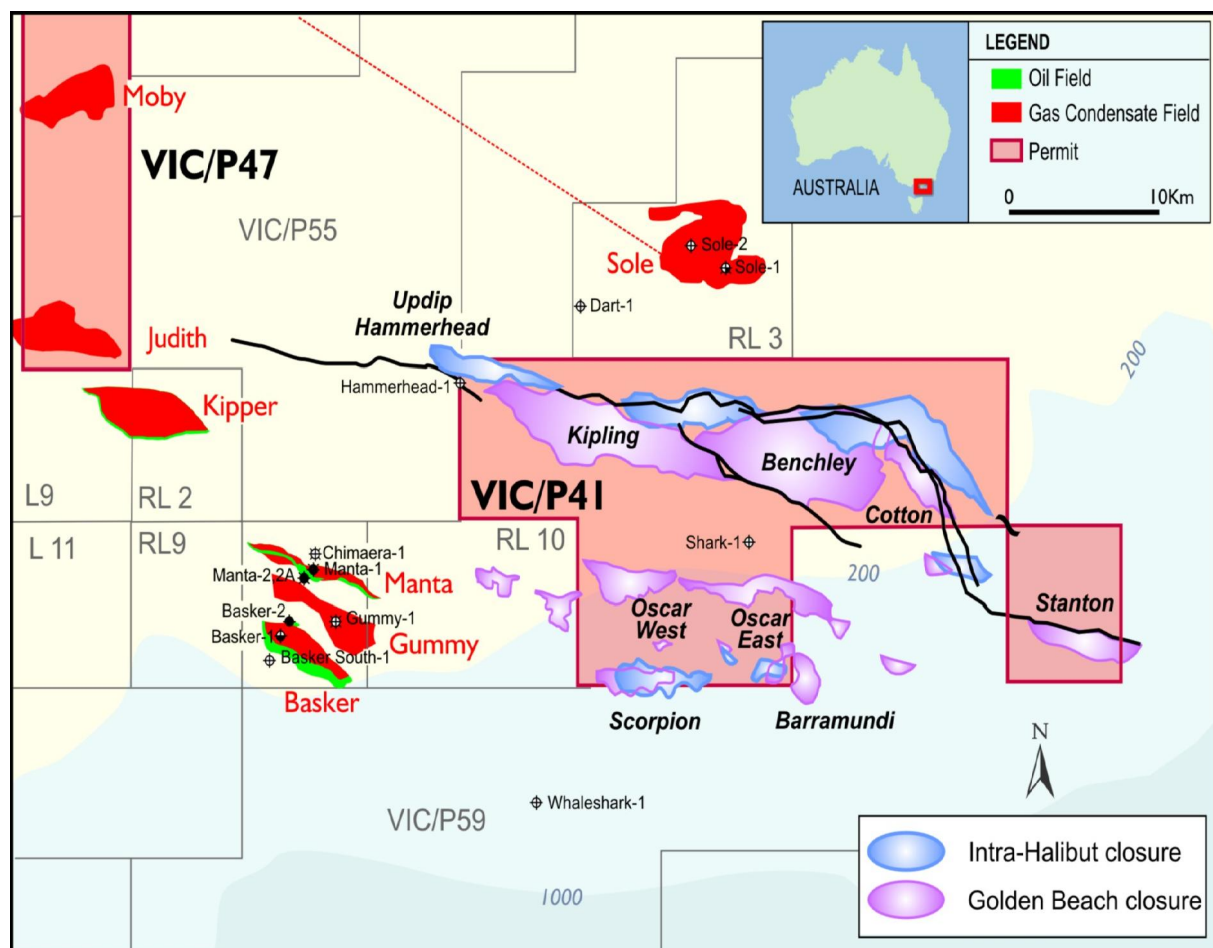 LEGEND
Oil Field
Gas Condensate Field
Permit
0 10Km
AUSTRALIA
Moby
VIC/P47
VIC/P55
Sole
Sole-2
Sole-1
Updip
Hammerhead
Dart-1
RL 3
200
Judith
Hammerhead-1
Kipper
Kipling
Benchley
L9
RL 2
VIC/P41
Cotton
L 11
RL9
RL 10
Shark-1
200
Chimaera-1
Manta-1
Manta-2,2A
Manta
Basker-2
Gummy-1
Basker-1
Gummy
Basker South-1
Basker
Oscar
West
Oscar
East
Stanton
Scorpion
Barramundi
N
Whaleshark-1
VIC/P59
1000
Intra-Halibut closure
Golden Beach closure